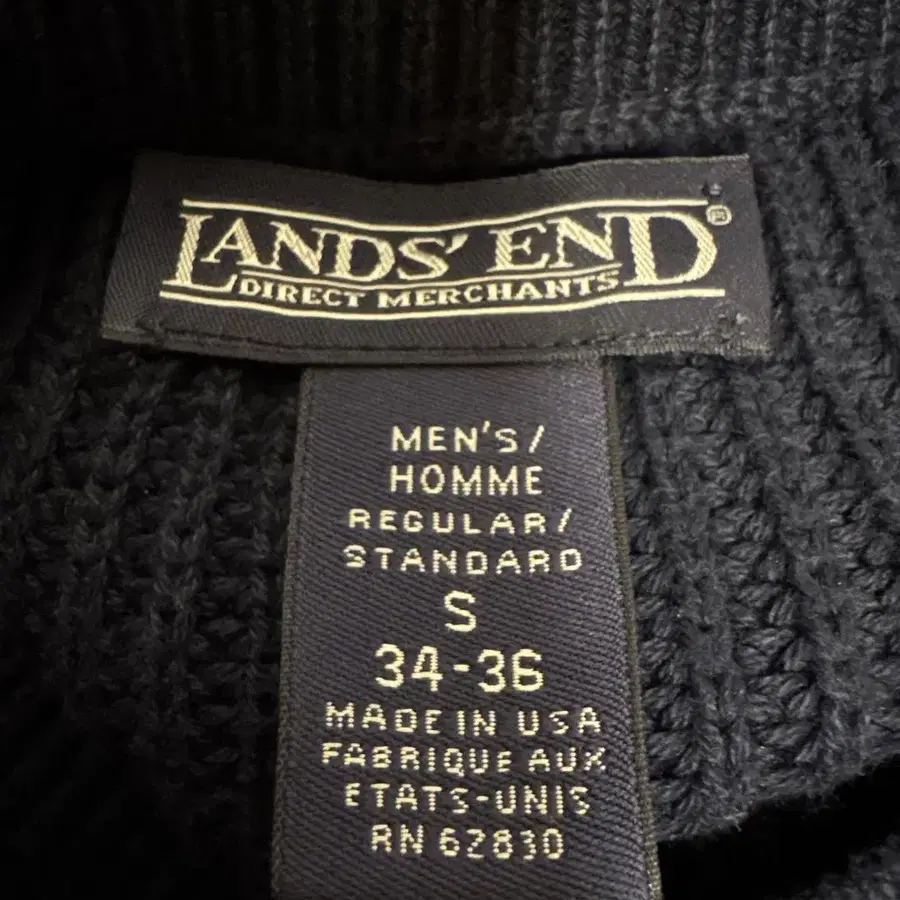 LANDS' END®
DIRECT MERCHANTS
MEN'S/
HOMME
REGULAR/
STANDARD
S
34-36
MADE IN USA
FABRIQUE AUX
ETATS-UNIS
RN 62830